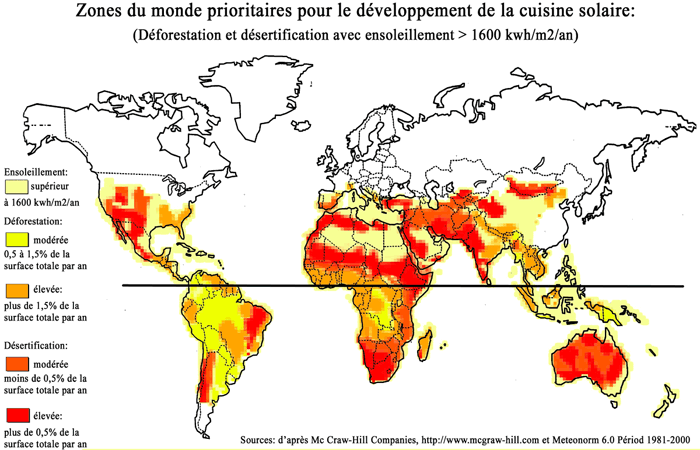 Zones du monde prioritaires pour le développement de la cuisine solaire:
(Déforestation et désertification avec ensoleillement > 1600 kwh/m2/an)
Ensoleillement:
supérieur
à 1600 kwh/m2/an
Déforestation:
modérée
0,5 à 1,5% de la
surface totale par an
élevée:
plus de 1,5% de la
surface totale par an
Désertification:
modérée
moins de 0,5% de la
surface totale par an
élevée:
plus de 0,5% de la
surface totale par an
Sources: d'après Mc Craw-Hill Companies, http://www.mcgraw-hill.com et Meteonorm 6.0 Périod 1981-2000